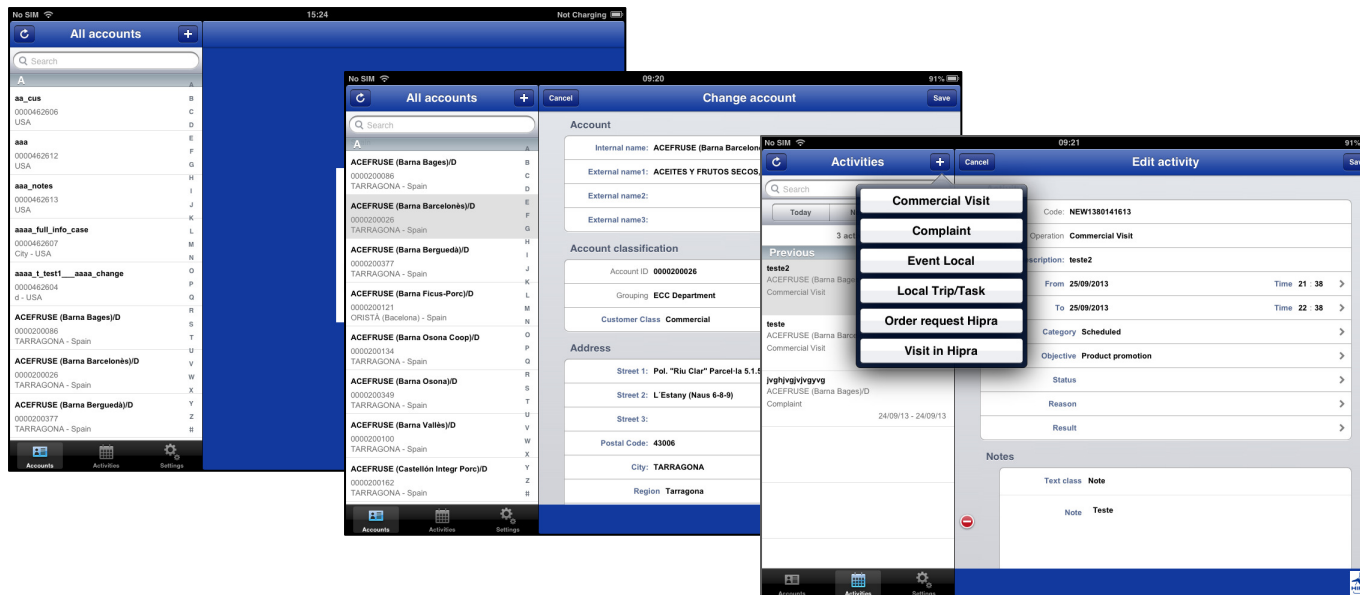 No SIM 15:24 Not Charging
All accounts +
Search
A
aa_cus
0000462606
USA
aaa
0000462612
USA
aaa_notes
0000462613
USA
aaaa_full_info_case
0000462607
City - USA
aaaa_t_test1___aaaa_change
0000462604
d - USA
ACEFRUSE (Barna Bages)/D
0000200086
TARRAGONA - Spain
ACEFRUSE (Barna Barcelonès)/D
0000200026
TARRAGONA - Spain
ACEFRUSE (Barna Berguedà)/D
0000200377
TARRAGONA - Spain
A
B
C
D
E
F
G
H
I
J
K
L
M
N
O
P
Q
R
S
T
U
V
W
X
Y
Z
#
Accounts Activities Settings
No SIM 09:20 91%
All accounts + Cancel Change account Save
Search
A
ACEFRUSE (Barna Bages)/D
0000200086
TARRAGONA - Spain
ACEFRUSE (Barna Barcelonès)/D
0000200026
TARRAGONA - Spain
ACEFRUSE (Barna Berguedà)/D
0000200377
TARRAGONA - Spain
ACEFRUSE (Barna Ficus-Porc)/D
0000200121
ORISTÀ (Bacelona) - Spain
ACEFRUSE (Barna Osona Coop)/D
0000200134
TARRAGONA - Spain
ACEFRUSE (Barna Osona)/D
0000200349
TARRAGONA - Spain
ACEFRUSE (Barna Vallès)/D
0000200100
TARRAGONA - Spain
ACEFRUSE (Castellón Integr Porc)/D
0000200162
TARRAGONA - Spain
A
B
C
D
E
F
G
H
I
J
K
L
M
N
O
P
Q
R
S
T
U
V
W
X
Y
Z
#
Accounts Activities Settings
Account
Internal name: ACEFRUSE (Barna Barcelon
External name1: ACEITES Y FRUTOS SECOS,
External name2:
External name3:
Account classification
Account ID 0000200026
Grouping ECC Department
Customer Class Commercial
Address
Street 1: Pol. "Riu Clar" Parcel·la 5.1.5
Street 2: L´Estany (Naus 6-8-9)
Street 3:
Postal Code: 43006
City: TARRAGONA
Region Tarragona
No SIM 09:21 91%
Activities + Cancel Edit activity Sav
Search
Today N
3 act
Previous
teste2
ACEFRUSE (Barna Bage
Commercial Visit
teste
ACEFRUSE (Barna Barc
Commercial Visit
jvghjvgjvjvgyvg
ACEFRUSE (Barna Bages)/D
Complaint
24/09/13 - 24/09/13
Accounts Activities Settings
Commercial Visit
Complaint
Event Local
Local Trip/Task
Order request Hipra
Visit in Hipra
Code: NEW1380141613
Operation Commercial Visit
scription: teste2
From 25/09/2013 Time 21 : 38
To 25/09/2013 Time 22 : 38
Category Scheduled
Objective Product promotion
Status
Reason
Result
Notes
Text class Note
Note Teste